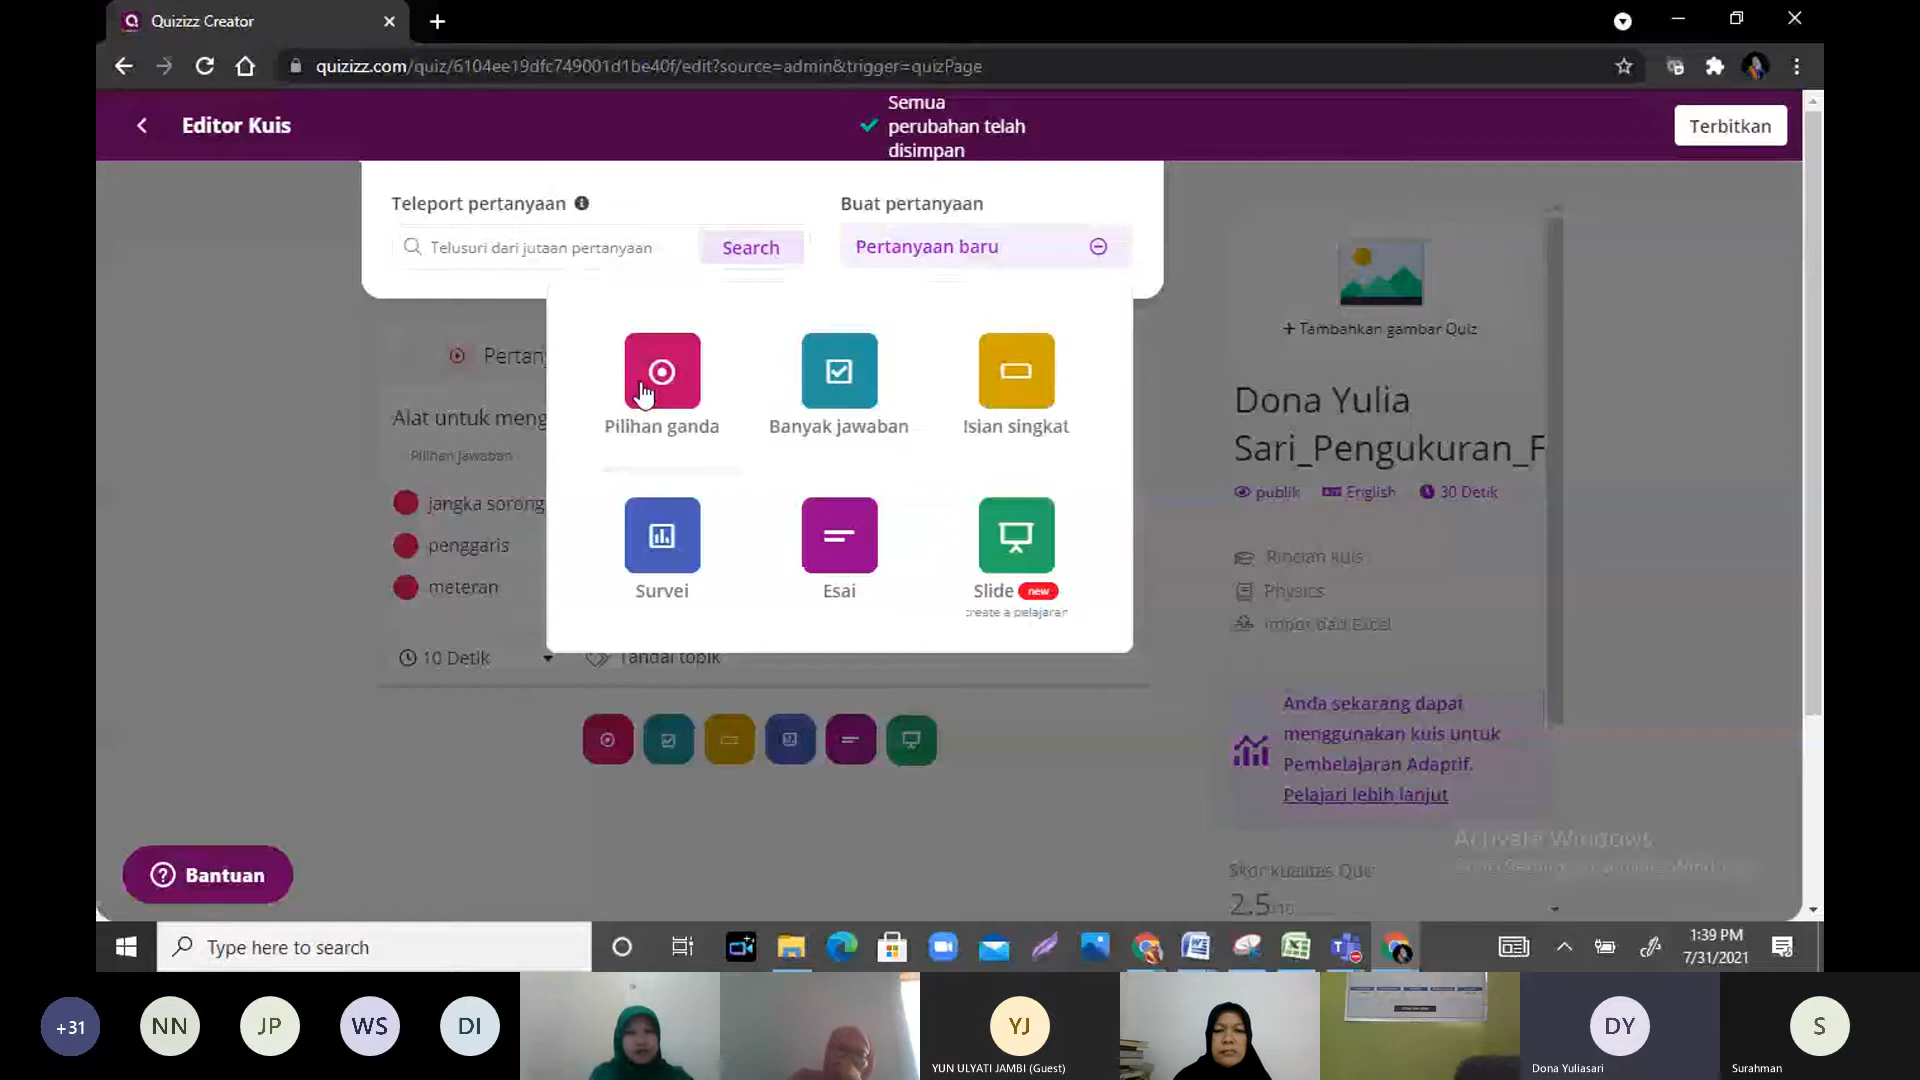 Quizizz Creator
quizizz.com/quiz/6104ee19dfc749001d1be40f/edit?source=admin&trigger=quizPage
Editor Kuis
Semua
perubahan telah
disimpan
Terbitkan
Teleport pertanyaan
Buat pertanyaan
Telusuri dari jutaan pertanyaan
Search
Pertanyaan baru
Pertany
Alat untuk meng
Pilihan jawaban
jangka sorong
penggaris
meteran
10 Detik
Tandai topik
Pilihan ganda
Banyak jawaban
Isian singkat
Survei
Esai
Slide new
create a pelajaran
+ Tambahkan gambar Quiz
Dona Yulia
Sari_Pengukuran_F
publik
English
30 Detik
Rincian kuis
Physics
Impor dari Excel
Anda sekarang dapat
menggunakan kuis untuk
Pembelajaran Adaptif.
Pelajari lebih lanjut
Activate Windows
Skor kualitas Quiz
2.5/10
Bantuan
Type here to search
1:39 PM
7/31/2021
+31
NN
JP
WS
DI
YJ
YUN ULYATI JAMBI (Guest)
DY
Dona Yuliasari
S
Surahman